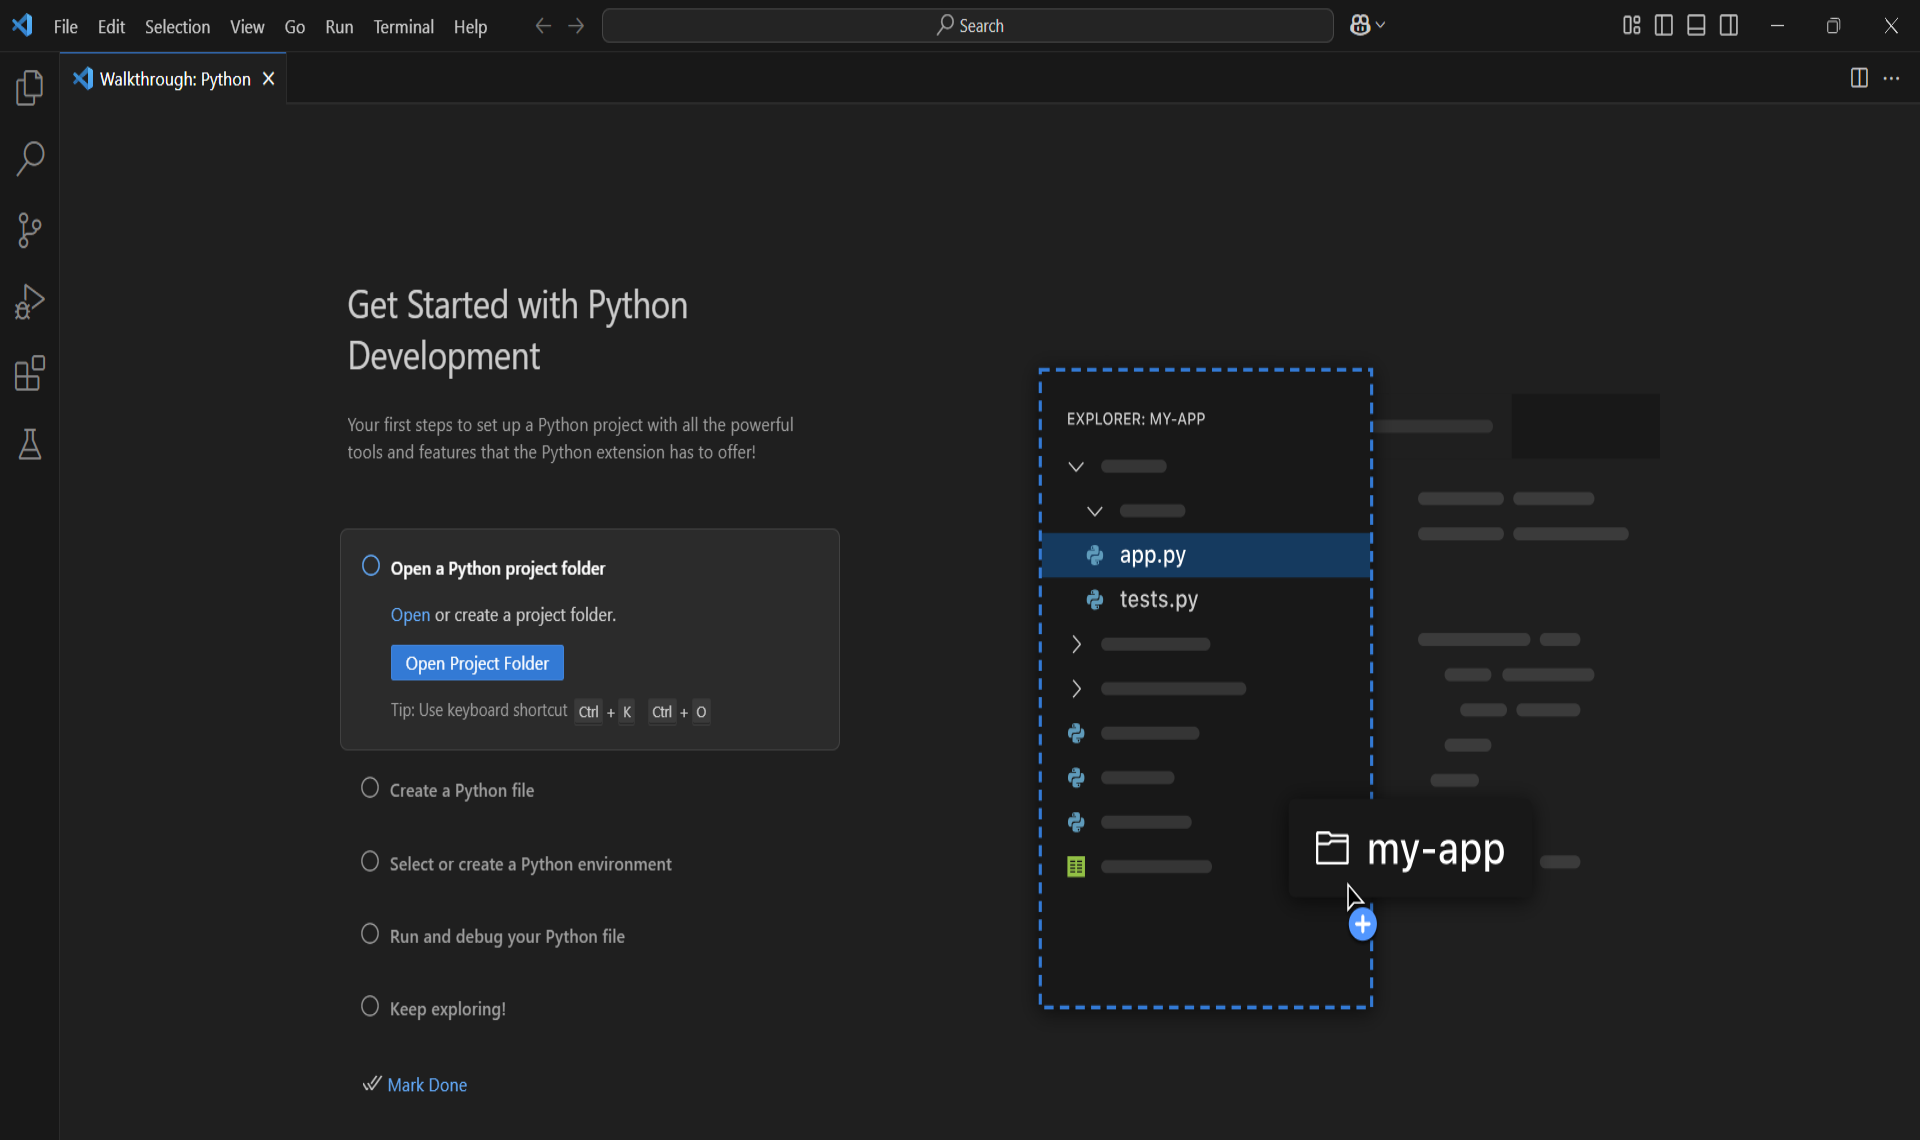 File Edit Selection View Go Run Terminal Help
Search
Walkthrough: Python
Get Started with Python
Development
Your first steps to set up a Python project with all the powerful
tools and features that the Python extension has to offer!
Open a Python project folder
Open or create a project folder.
Open Project Folder
Tip: Use keyboard shortcut Ctrl + K Ctrl + O
Create a Python file
Select or create a Python environment
Run and debug your Python file
Keep exploring!
Mark Done
EXPLORER: MY-APP
app.py
tests.py
my-app